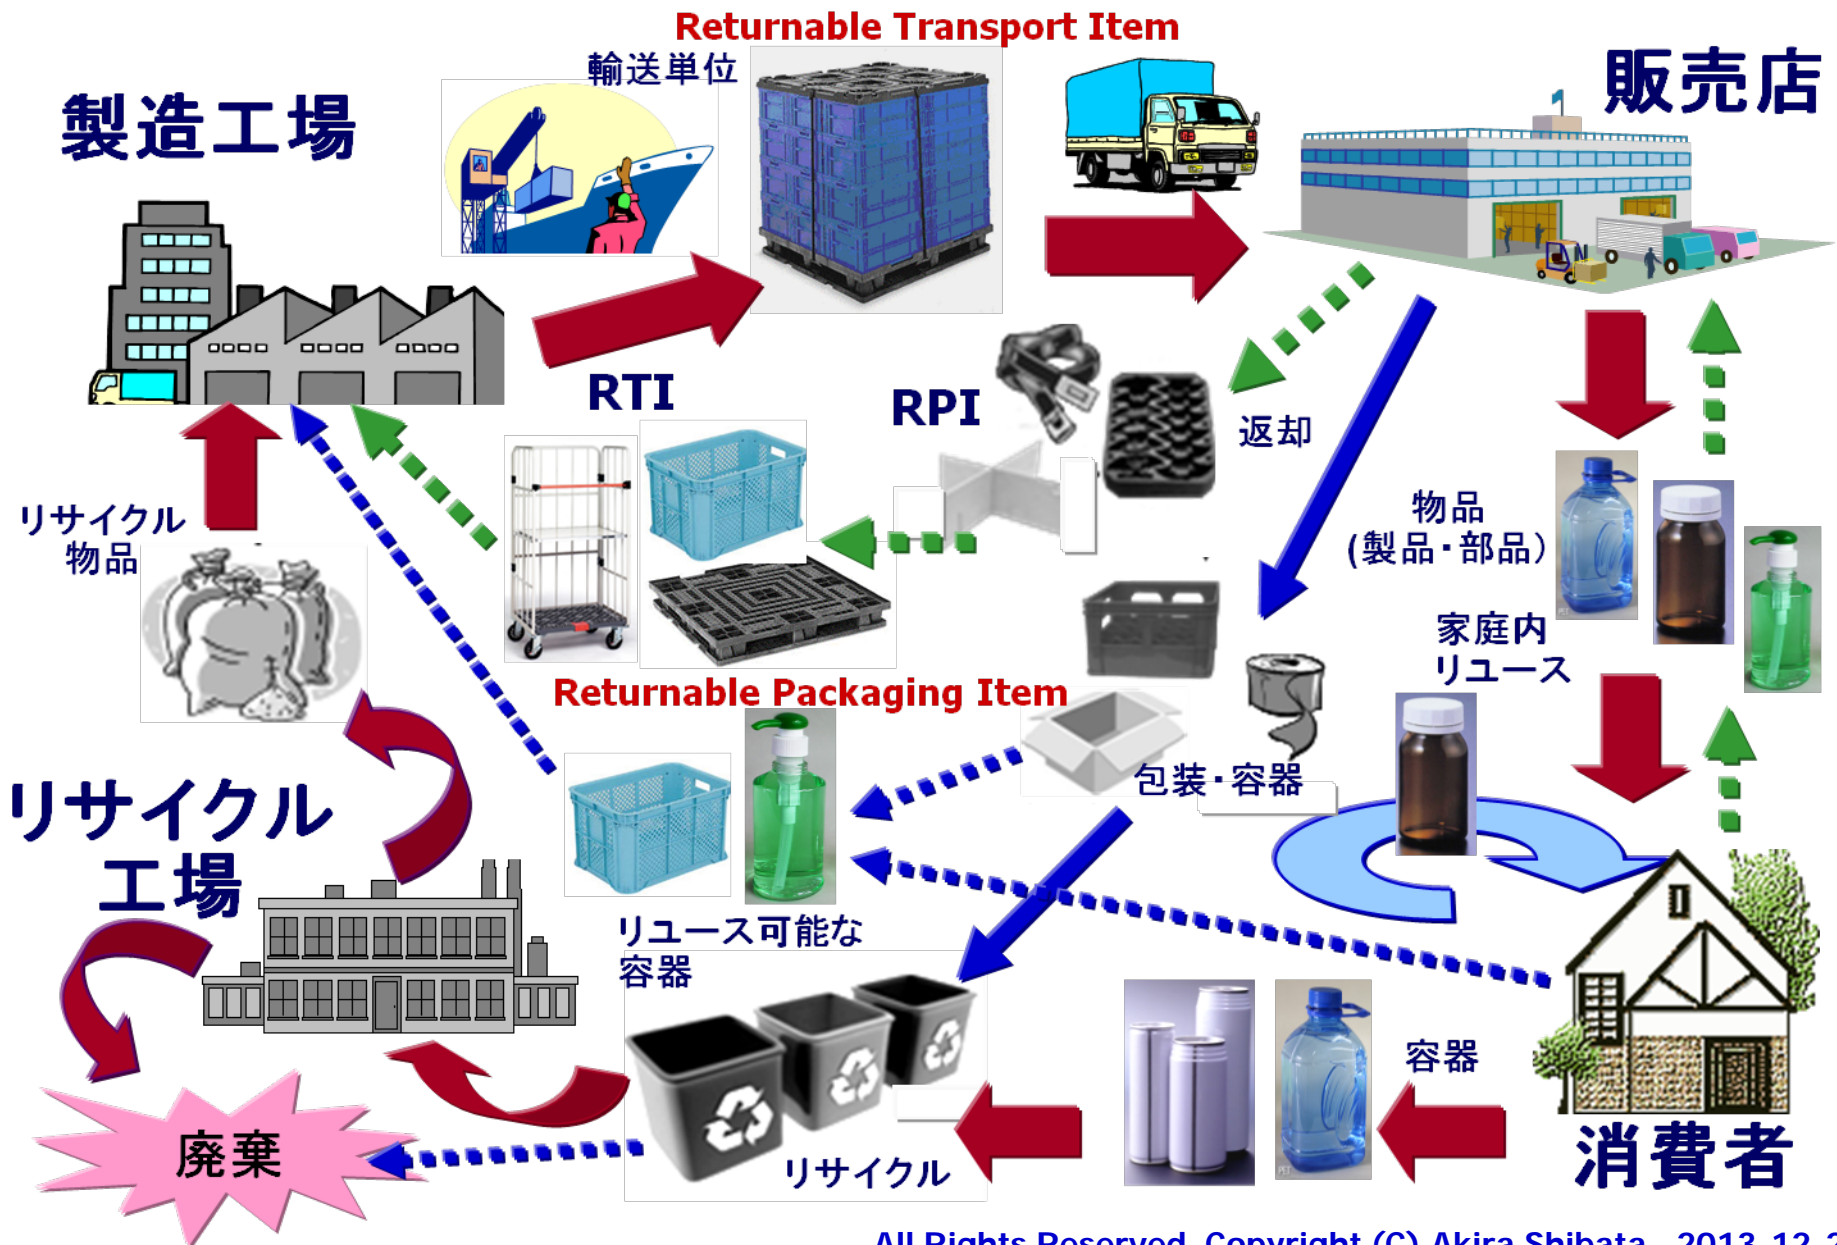 Returnable Transport Item
輸送単位
販売店
製造工場
RTI
RPI
返却
リサイクル
物品
物品
(製品・部品)
家庭内
リユース
Returnable Packaging Item
包装・容器
リサイクル
工場
リユース可能な
容器
容器
廃棄
リサイクル
消費者
PET
PET
All Rights Reserved, Copyright (C) Akira Shibata, 2013-12-2